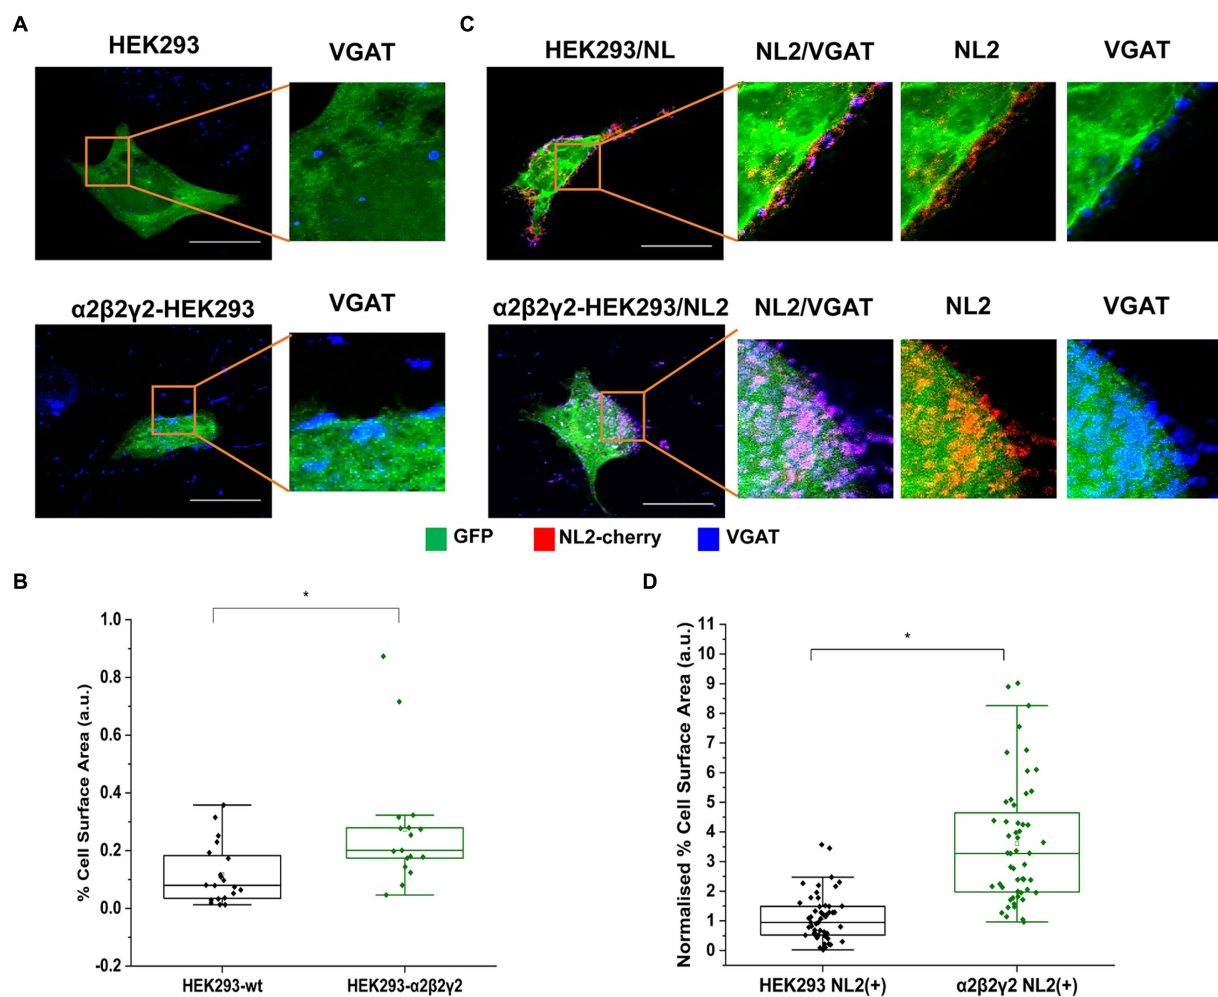 A
HEK293
VGAT
α2β2γ2-HEK293
VGAT
C
HEK293/NL
NL2/VGAT
NL2
VGAT
α2β2γ2-HEK293/NL2
NL2/VGAT
NL2
VGAT
GFP
NL2-cherry
VGAT
B
% Cell Surface Area (a.u.)
1.0
0.8
0.6
0.4
0.2
0.0
-0.2
*
HEK293-wt
HEK293-α2β2γ2
D
Normalised % Cell Surface Area (a.u.)
11
10
9
8
7
6
5
4
3
2
1
0
*
HEK293 NL2(+)
α2β2γ2 NL2(+)